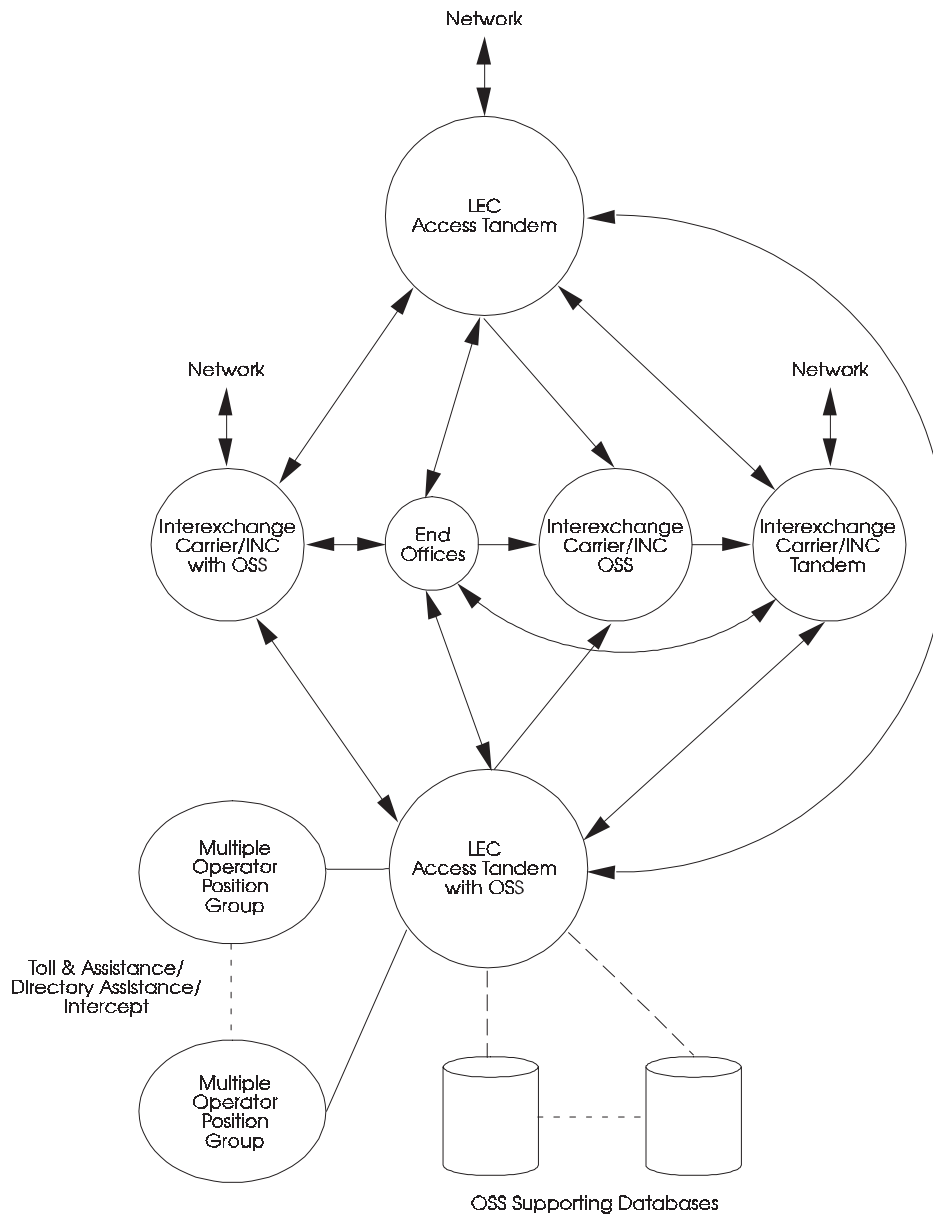 Network
LEC
Access Tandem
Network
Network
Interexchange
Carrier/INC
with OSS
End
Offices
Interexchange
Carrier/INC
OSS
Interexchange
Carrier/INC
Tandem
Multiple
Operator
Position
Group
LEC
Access Tandem
with OSS
Toll & Assistance/
Directory Assistance/
Intercept
Multiple
Operator
Position
Group
OSS Supporting Databases